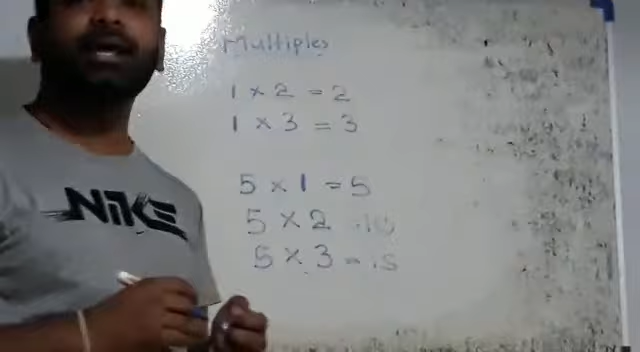 Multiples
1 × 2 = 2
1 × 3 = 3
5 × 1 = 5
5 × 2 = 10
5 × 3 = 15
NIKE